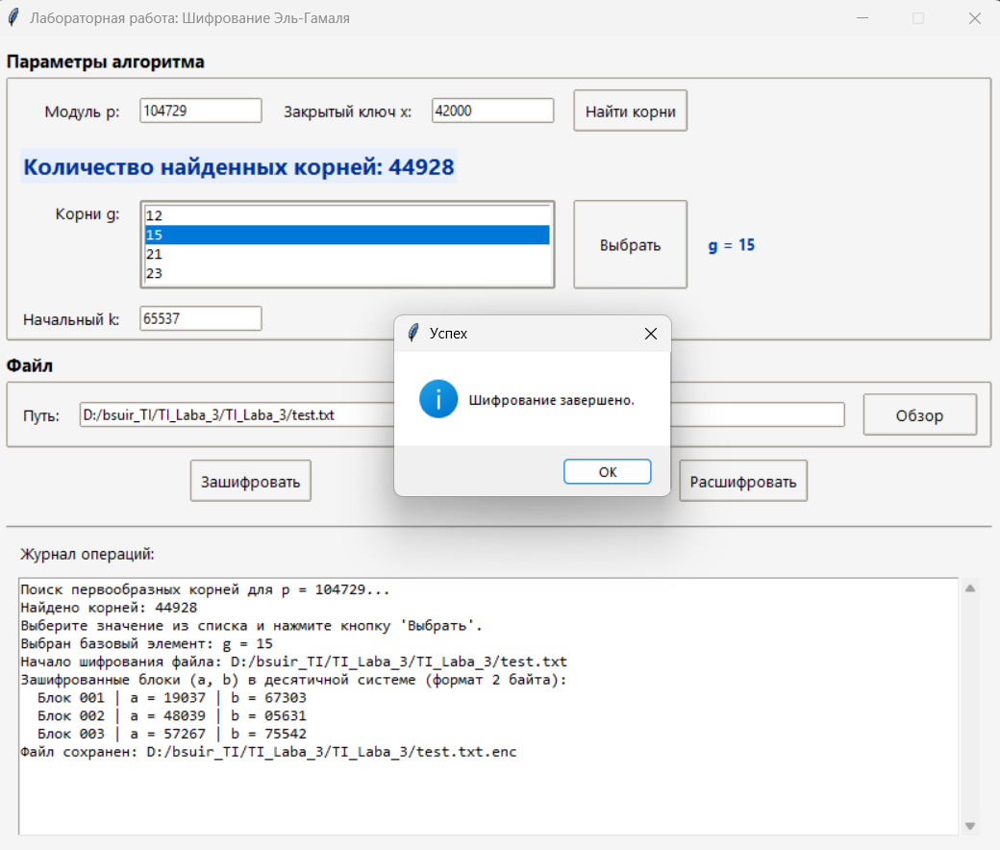 Лабораторная работа: Шифрование Эль-Гамаля
Параметры алгоритма
Модуль p: 104729 Закрытый ключ x: 42000 Найти корни
Количество найденных корней: 44928
Корни g:
12
15
21
23
Выбрать
g = 15
Начальный k: 65537
Успех
Шифрование завершено.
OK
Файл
Путь: D:/bsuir_TI/TI_Laba_3/TI_Laba_3/test.txt Обзор
Зашифровать Расшифровать
Журнал операций:
Поиск первообразных корней для p = 104729...
Найдено корней: 44928
Выберите значение из списка и нажмите кнопку 'Выбрать'.
Выбран базовый элемент: g = 15
Начало шифрования файла: D:/bsuir_TI/TI_Laba_3/TI_Laba_3/test.txt
Зашифрованные блоки (a, b) в десятичной системе (формат 2 байта):
Блок 001 | a = 19037 | b = 67303
Блок 002 | a = 48039 | b = 05631
Блок 003 | a = 57267 | b = 75542
Файл сохранен: D:/bsuir_TI/TI_Laba_3/TI_Laba_3/test.txt.enc